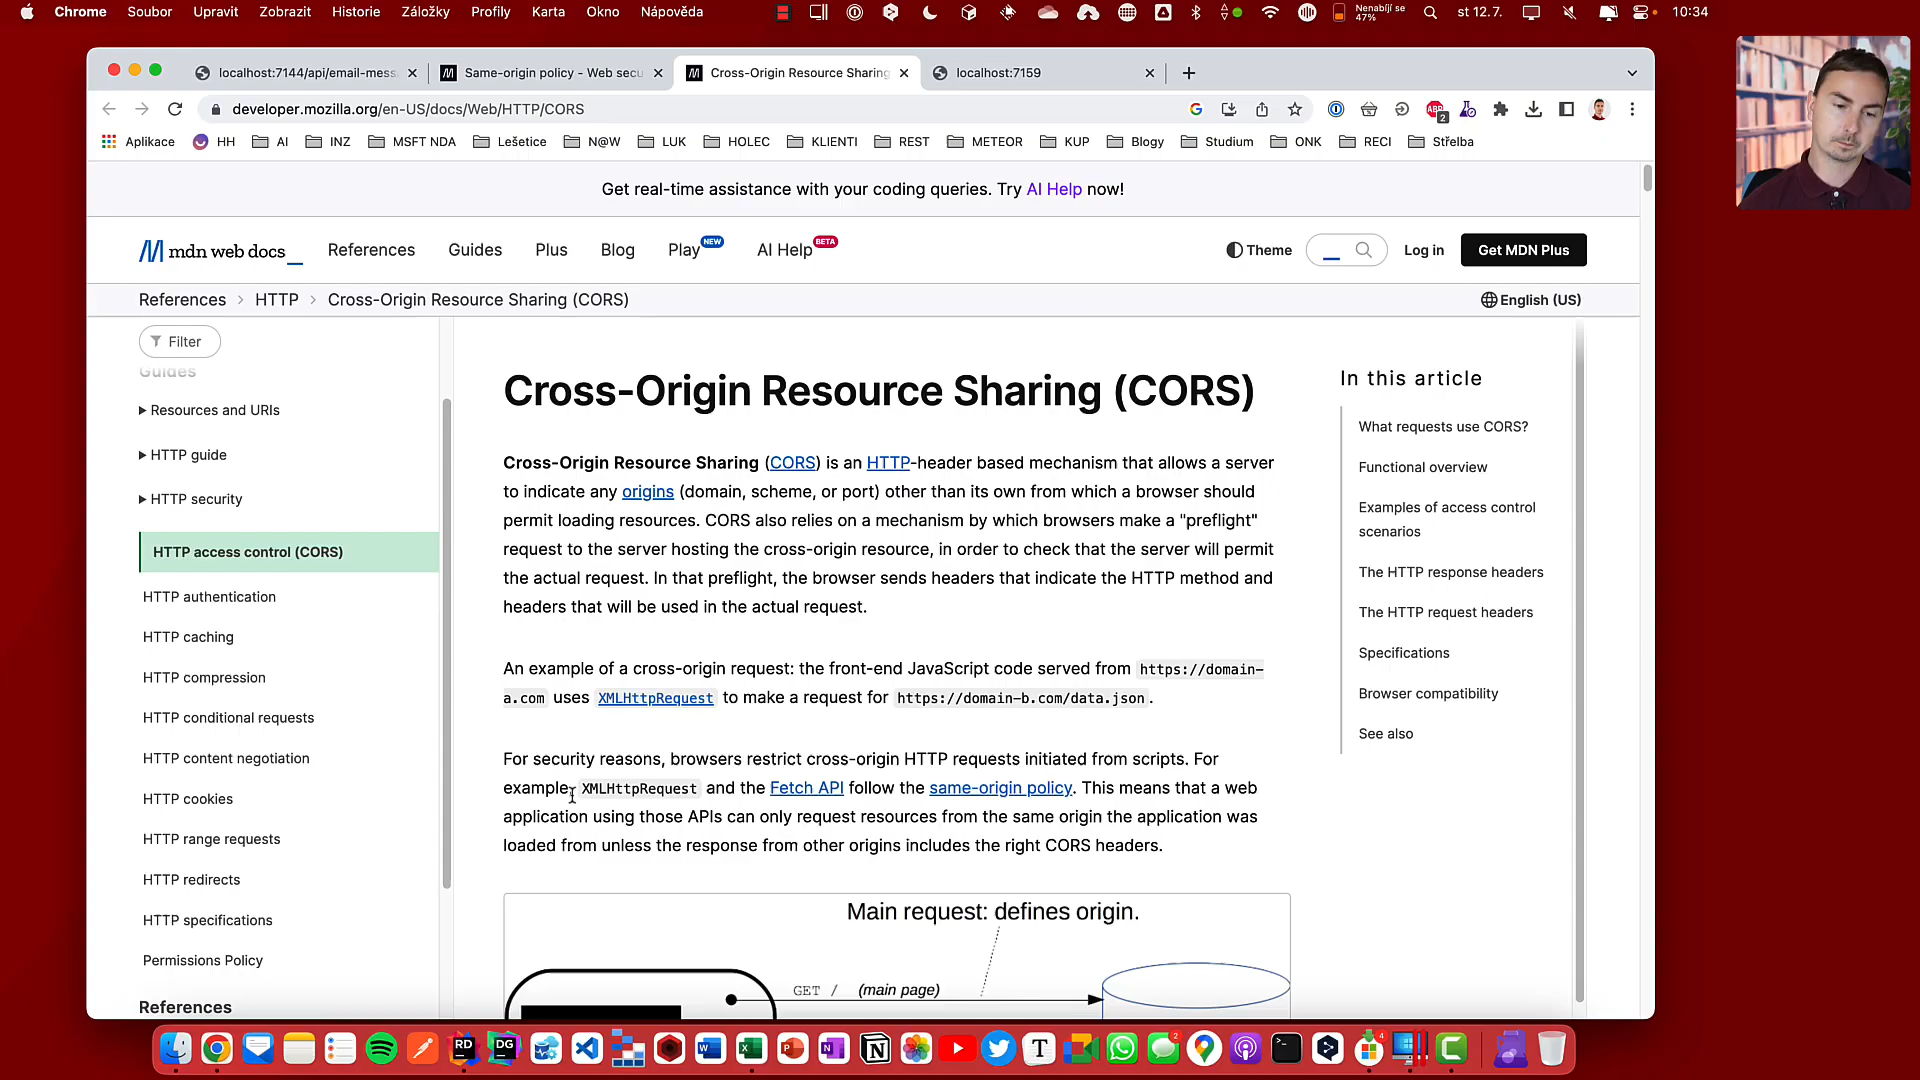 Chrome Soubor Upravit Zobrazit Historie Záložky Profily Karta Okno Nápověda Nenabíjí se 47% st 12.7. 10:34
localhost:7144/api/email-mess Same-origin policy - Web secu Cross-Origin Resource Sharing localhost:7159
developer.mozilla.org/en-US/docs/Web/HTTP/CORS
Aplikace HH AI INZ MSFT NDA Lešetice N@W LUK HOLEC KLIENTI REST METEOR KUP Blogy Studium ONK RECI Střelba
Get real-time assistance with your coding queries. Try AI Help now!
mdn web docs_ References Guides Plus Blog Play NEW AI Help BETA Theme Log in Get MDN Plus
References > HTTP > Cross-Origin Resource Sharing (CORS) English (US)
Filter
Guides
Resources and URIs
HTTP guide
HTTP security
HTTP access control (CORS)
HTTP authentication
HTTP caching
HTTP compression
HTTP conditional requests
HTTP content negotiation
HTTP cookies
HTTP range requests
HTTP redirects
HTTP specifications
Permissions Policy
References
Cross-Origin Resource Sharing (CORS)
Cross-Origin Resource Sharing (CORS) is an HTTP-header based mechanism that allows a server
to indicate any origins (domain, scheme, or port) other than its own from which a browser should
permit loading resources. CORS also relies on a mechanism by which browsers make a "preflight"
request to the server hosting the cross-origin resource, in order to check that the server will permit
the actual request. In that preflight, the browser sends headers that indicate the HTTP method and
headers that will be used in the actual request.
An example of a cross-origin request: the front-end JavaScript code served from https://domain-
a.com uses XMLHttpRequest to make a request for https://domain-b.com/data.json.
For security reasons, browsers restrict cross-origin HTTP requests initiated from scripts. For
example, XMLHttpRequest and the Fetch API follow the same-origin policy. This means that a web
application using those APIs can only request resources from the same origin the application was
loaded from unless the response from other origins includes the right CORS headers.
Main request: defines origin.
GET / (main page)
In this article
What requests use CORS?
Functional overview
Examples of access control
scenarios
The HTTP response headers
The HTTP request headers
Specifications
Browser compatibility
See also